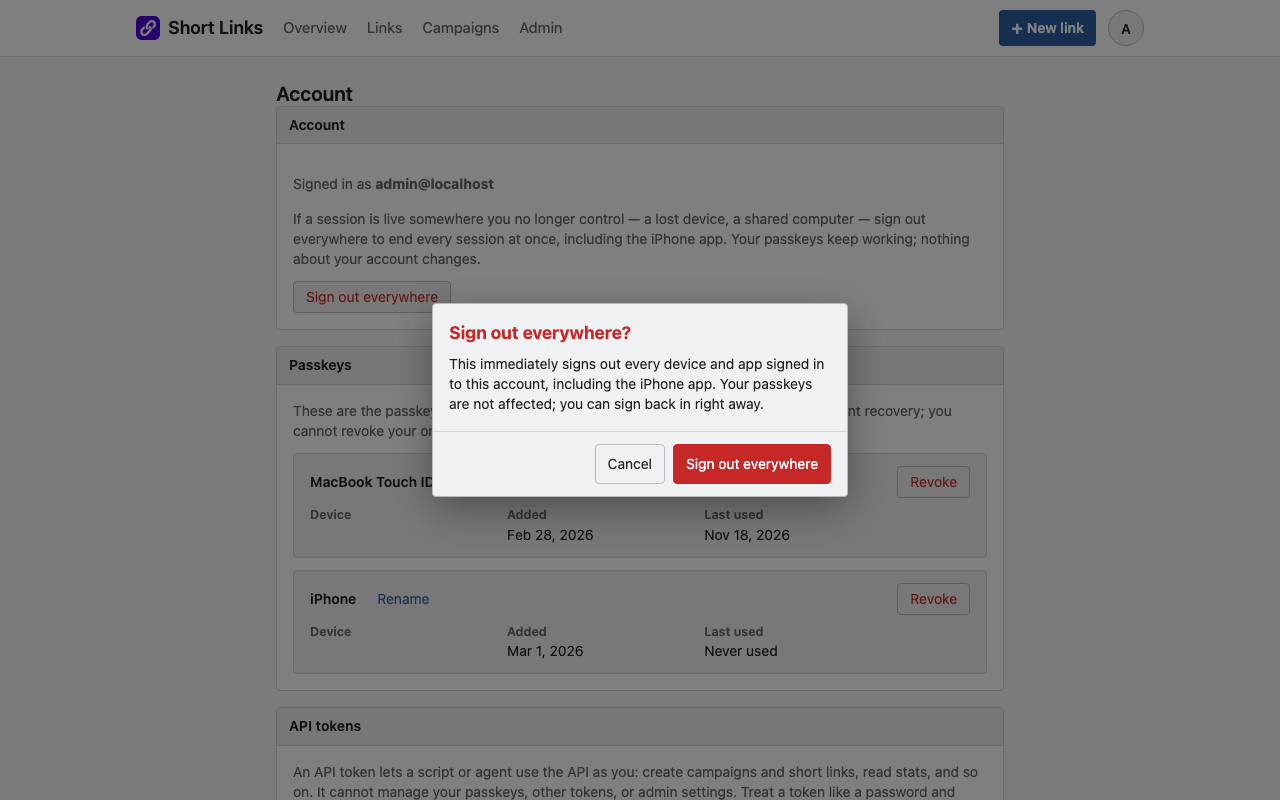 Short Links Overview Links Campaigns Admin + New link A
Account
Account
Signed in as admin@localhost
If a session is live somewhere you no longer control — a lost device, a shared computer — sign out
everywhere to end every session at once, including the iPhone app. Your passkeys keep working; nothing
about your account changes.
Sign out everywhere
Sign out everywhere?
This immediately signs out every device and app signed in
to this account, including the iPhone app. Your passkeys
are not affected; you can sign back in right away.
Cancel Sign out everywhere
Passkeys
These are the passkey nt recovery; you
cannot revoke your
MacBook Touch ID Revoke
Device Added Last used
Feb 28, 2026 Nov 18, 2026
iPhone Rename Revoke
Device Added Last used
Mar 1, 2026 Never used
API tokens
An API token lets a script or agent use the API as you: create campaigns and short links, read stats, and so
on. It cannot manage your passkeys, other tokens, or admin settings. Treat a token like a password and